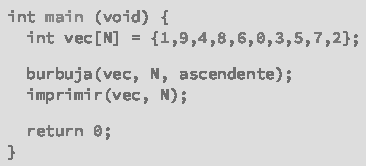 int main (void) {
int vec[N] = {1,9,4,8,6,0,3,5,7,2};
burbuja(vec, N, ascendente);
imprimir(vec, N);
return 0;
}